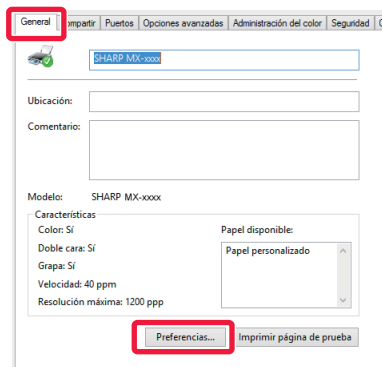 General Compartir Puertos Opciones avanzadas Administración del color Seguridad
SHARP MX-xxxx
Ubicación:
Comentario:
Modelo: SHARP MX-xxxx
Características
Color: Sí
Papel disponible:
Doble cara: Sí
Papel personalizado
Grapa: Sí
Velocidad: 40 ppm
Resolución máxima: 1200 ppp
Preferencias... Imprimir página de prueba